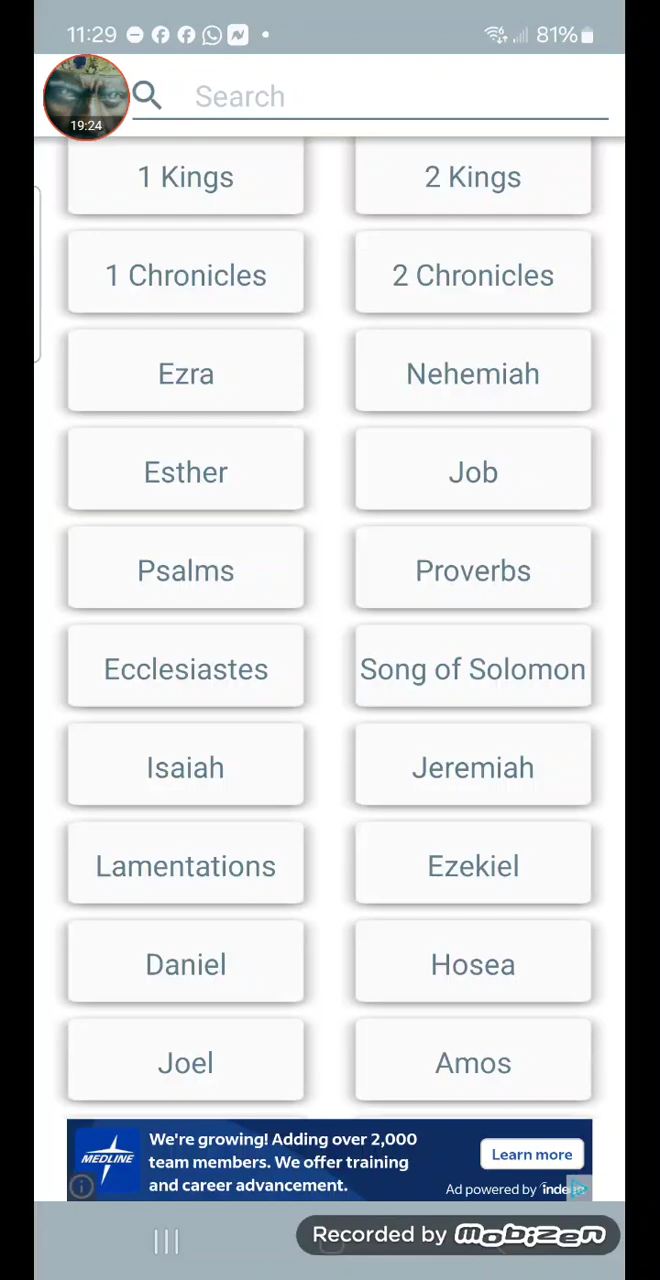 11:29
81%
19:24
Search
1 Kings
2 Kings
1 Chronicles
2 Chronicles
Ezra
Nehemiah
Esther
Job
Psalms
Proverbs
Ecclesiastes
Song of Solomon
Isaiah
Jeremiah
Lamentations
Ezekiel
Daniel
Hosea
Joel
Amos
MEDLINE
We're growing! Adding over 2,000
team members. We offer training
and career advancement.
Learn more
Ad powered by
Recorded by mobizen